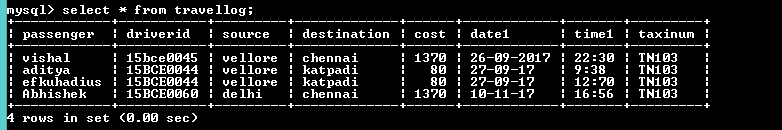 mysql> select * from travellog;
+------------+-----------+---------+-------------+------+------------+-------+---------+
| passenger | driverid | source | destination | cost | date1 | time1 | taxinum |
+------------+-----------+---------+-------------+------+------------+-------+---------+
| vishal | 15bce0045 | vellore | chennai | 1370 | 26-09-2017 | 22:30 | TN103 |
| aditya | 15BCE0044 | vellore | katpadi | 80 | 27-09-17 | 9:38 | TN103 |
| efkuhadius | 15BCE0044 | vellore | katpadi | 80 | 27-09-17 | 12:70 | TN103 |
| Abhishek | 15BCE0060 | delhi | chennai | 1370 | 10-11-17 | 16:56 | TN103 |
+------------+-----------+---------+-------------+------+------------+-------+---------+
4 rows in set (0.00 sec)